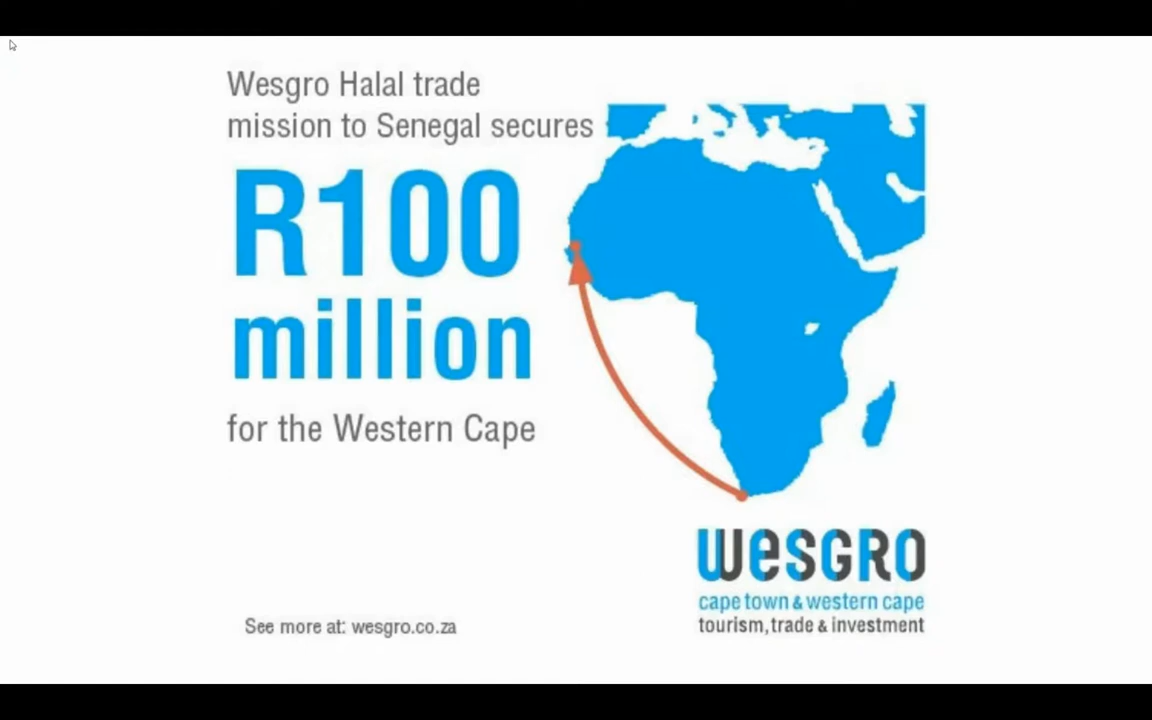 Wesgro Halal trade
mission to Senegal secures
R100
million
for the Western Cape
wesgro
cape town & western cape
tourism, trade & investment
See more at: wesgro.co.za